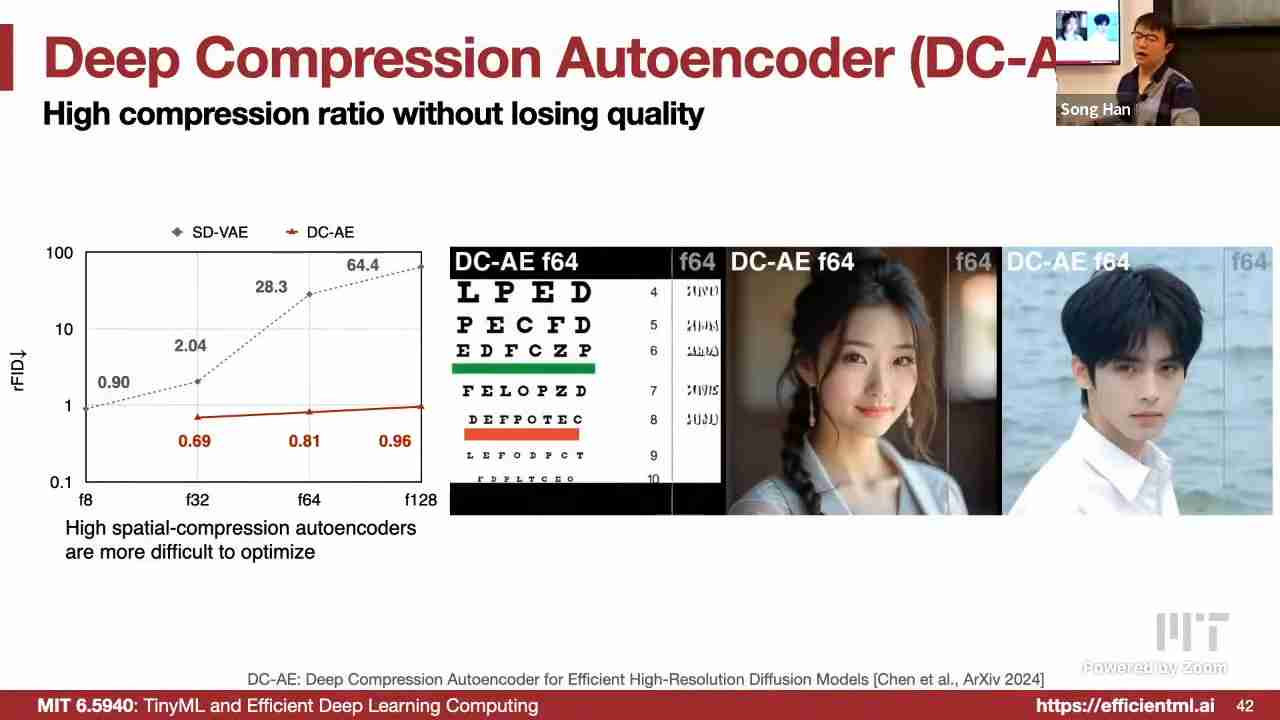 Deep Compression Autoencoder (DC-A
Song Han
High compression ratio without losing quality
SD-VAE
DC-AE
100
10
1
0.1
rFID↓
0.90
2.04
28.3
64.4
0.69
0.81
0.96
f8
f32
f64
f128
High spatial-compression autoencoders
are more difficult to optimize
DC-AE f64
f64
L P E D
4
P E C F D
5
E D F C Z P
6
F E L O P Z D
7
D E F P O T E C
8
L E F O D P C T
9
F D P L T C E O
10
DC-AE f64
f64
DC-AE f64
f64
MIT
Powered by Zoom
DC-AE: Deep Compression Autoencoder for Efficient High-Resolution Diffusion Models [Chen et al., ArXiv 2024]
MIT 6.5940: TinyML and Efficient Deep Learning Computing
https://efficientml.ai
42